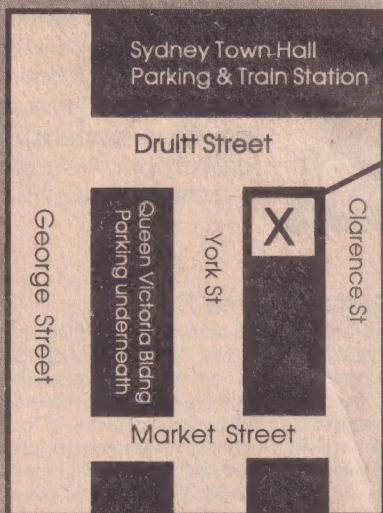 Sydney Town Hall
Parking & Train Station
Druitt Street
George Street
Queen Victoria Bldng
Parking underneath
York St
X
Clarence St
Market Street